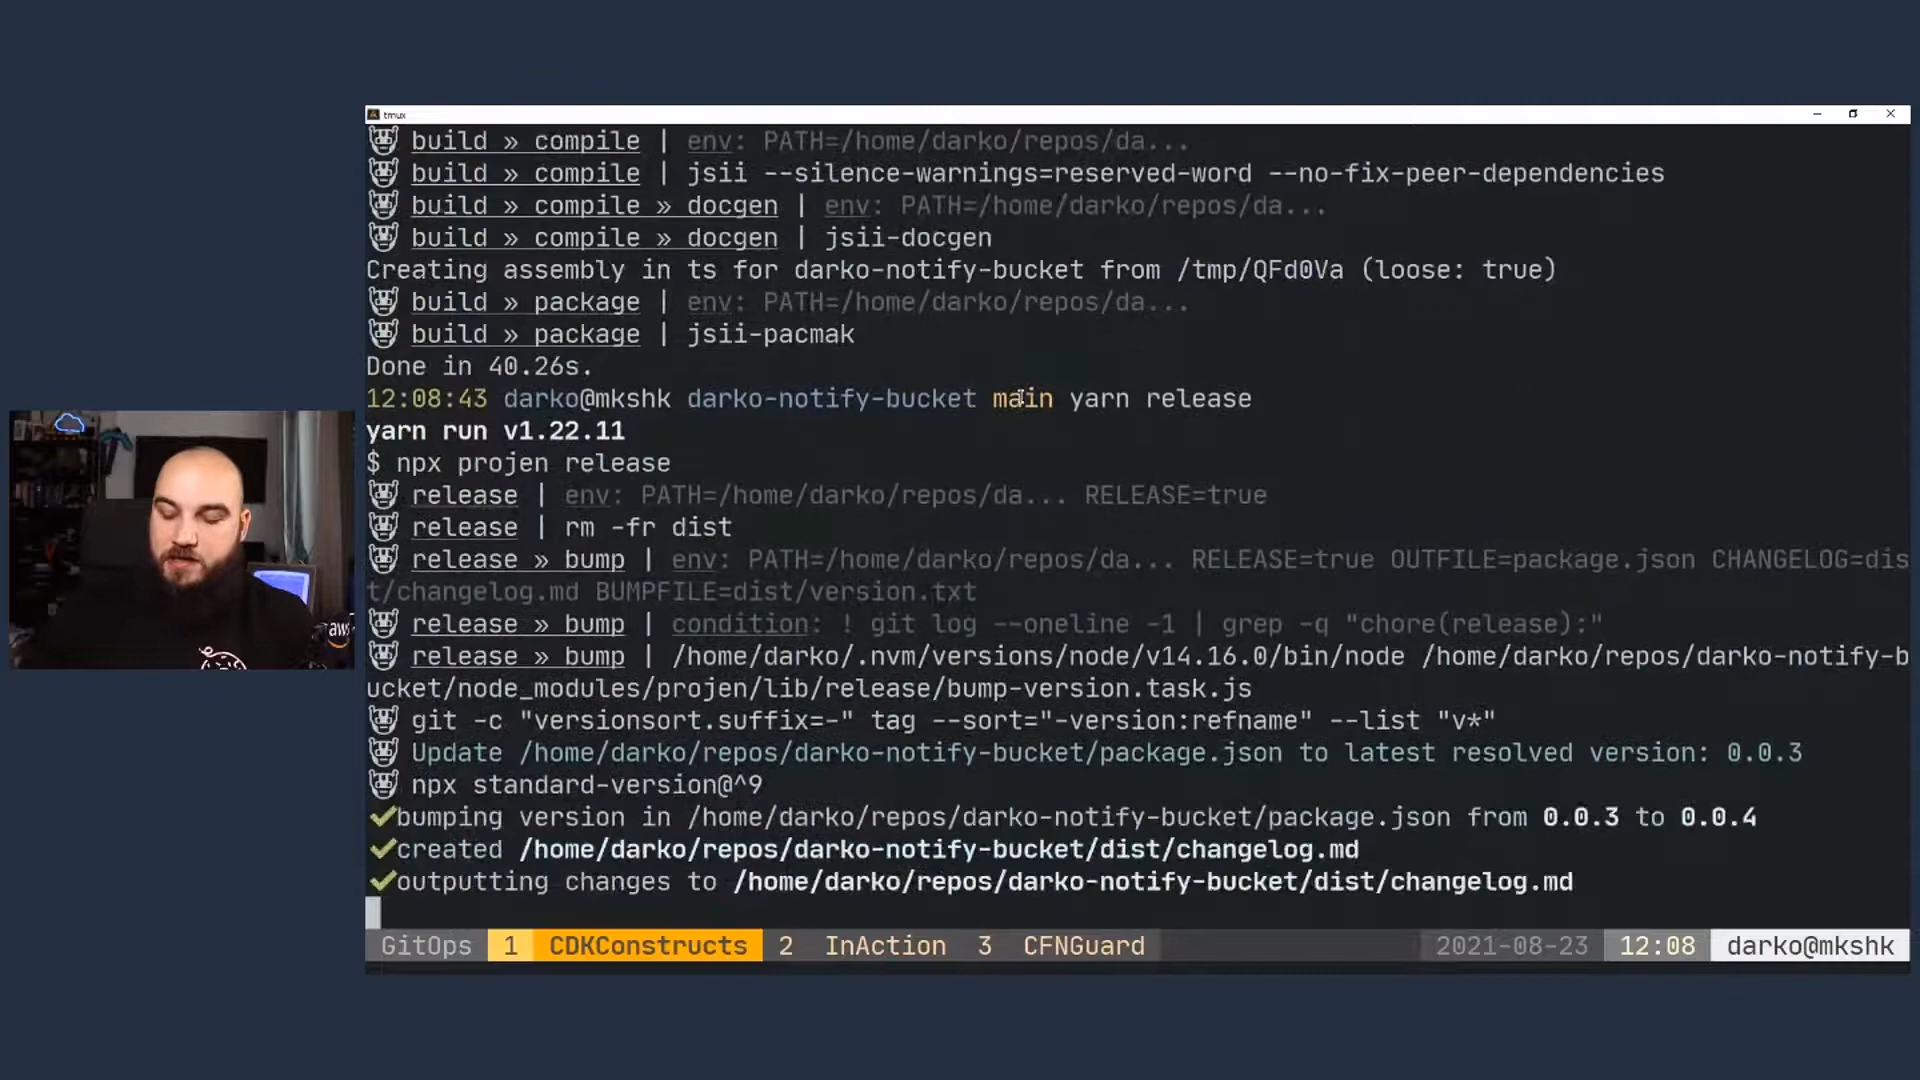 tmux
build » compile | env: PATH=/home/darko/repos/da...
build » compile | jsii --silence-warnings=reserved-word --no-fix-peer-dependencies
build » compile » docgen | env: PATH=/home/darko/repos/da...
build » compile » docgen | jsii-docgen
Creating assembly in ts for darko-notify-bucket from /tmp/QFd0Va (loose: true)
build » package | env: PATH=/home/darko/repos/da...
build » package | jsii-pacmak
Done in 40.26s.
12:08:43 darko@mkshk darko-notify-bucket main yarn release
yarn run v1.22.11
$ npx projen release
release | env: PATH=/home/darko/repos/da... RELEASE=true
release | rm -fr dist
release » bump | env: PATH=/home/darko/repos/da... RELEASE=true OUTFILE=package.json CHANGELOG=dis
t/changelog.md BUMPFILE=dist/version.txt
release » bump | condition: ! git log --oneline -1 | grep -q "chore(release):"
release » bump | /home/darko/.nvm/versions/node/v14.16.0/bin/node /home/darko/repos/darko-notify-b
ucket/node_modules/projen/lib/release/bump-version.task.js
git -c "versionsort.suffix=-" tag --sort="-version:refname" --list "v*"
Update /home/darko/repos/darko-notify-bucket/package.json to latest resolved version: 0.0.3
npx standard-version@^9
✔bumping version in /home/darko/repos/darko-notify-bucket/package.json from 0.0.3 to 0.0.4
✔created /home/darko/repos/darko-notify-bucket/dist/changelog.md
✔outputting changes to /home/darko/repos/darko-notify-bucket/dist/changelog.md
GitOps 1 CDKConstructs 2 InAction 3 CFNGuard 2021-08-23 12:08 darko@mkshk
aws